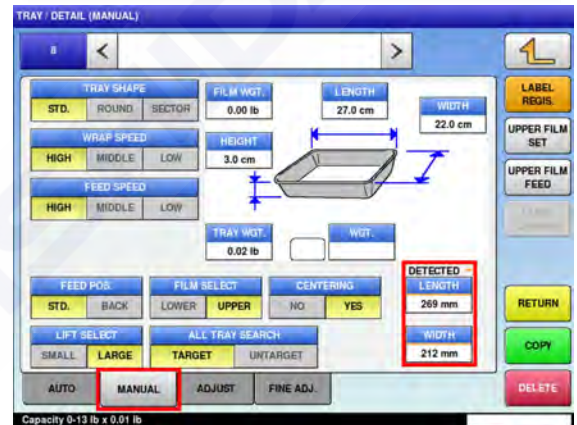 TRAY / DETAIL (MANUAL)
8 < >
TRAY SHAPE
STD. ROUND SECTOR
FILM WGT.
0.00 lb
LENGTH
27.0 cm
WIDTH
22.0 cm
LABEL
REGIS.
WRAP SPEED
HIGH MIDDLE LOW
HEIGHT
3.0 cm
UPPER FILM
SET
FEED SPEED
HIGH MIDDLE LOW
UPPER FILM
FEED
TRAY WGT.
0.02 lb
WGT.
DETECTED
LENGTH
269 mm
WIDTH
212 mm
FEED POS.
STD. BACK
FILM SELECT
LOWER UPPER
CENTERING
NO YES
RETURN
LIFT SELECT
SMALL LARGE
ALL TRAY SEARCH
TARGET UNTARGET
COPY
AUTO MANUAL ADJUST FINE ADJ.
DELETE
Capacity 0-13 lb x 0.01 lb